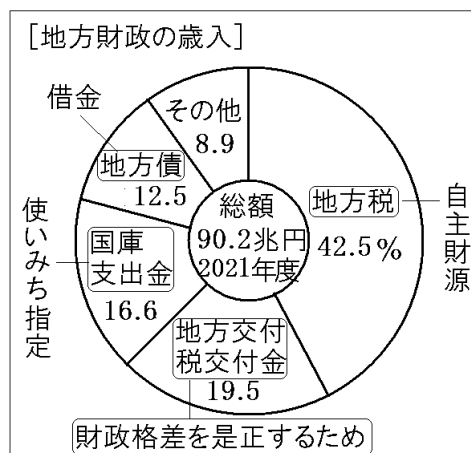 ［地方財政の歳入］
借金
その他
8.9
地方債
12.5
総額
90.2兆円
2021年度
地方税
42.5％
自主財源
使いみち指定
国庫
支出金
16.6
地方交付
税交付金
19.5
財政格差を是正するため